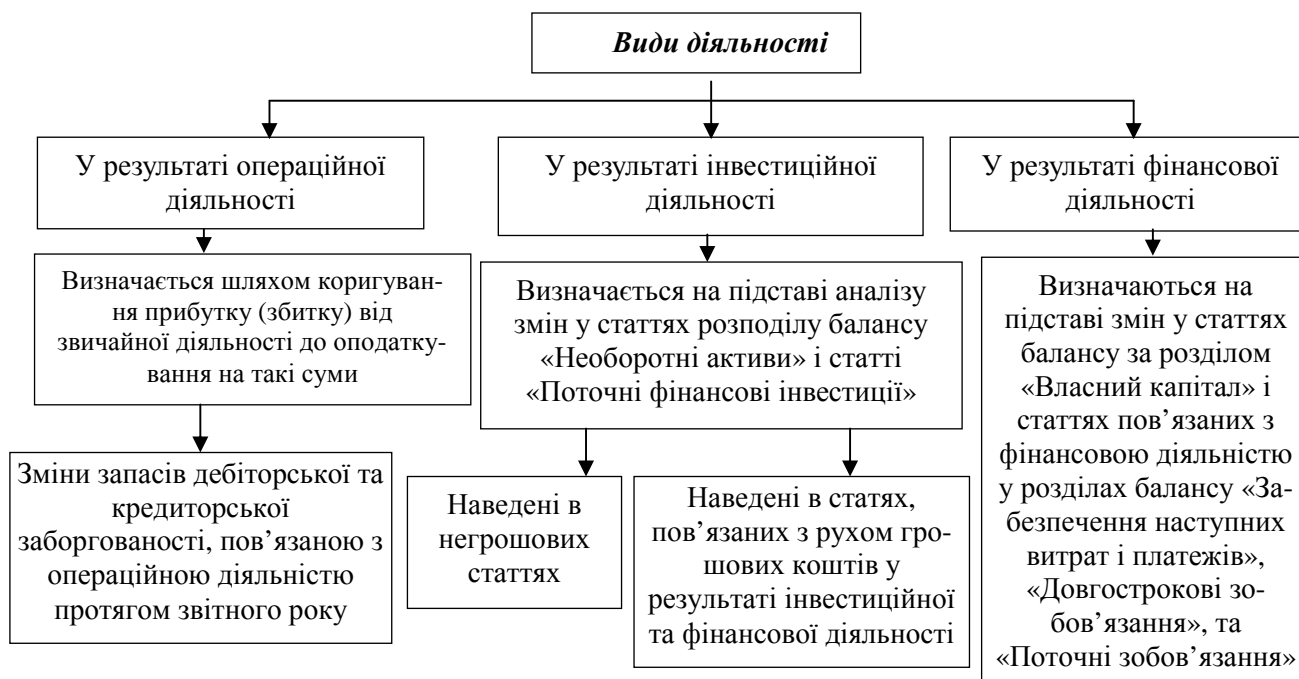 Види діяльності
У результаті операційної
діяльності
У результаті інвестиційної
діяльності
У результаті фінансової
діяльності
Визначається шляхом коригуван-
ня прибутку (збитку) від
звичайної діяльності до оподатку-
вання на такі суми
Визначається на підставі аналізу
змін у статтях розподілу балансу
«Необоротні активи» і статті
«Поточні фінансові інвестиції»
Визначаються на
підставі змін у статтях
балансу за розділом
«Власний капітал» і
статтях пов’язаних з
фінансовою діяльністю
у розділах балансу «За-
безпечення наступних
витрат і платежів»,
«Довгострокові зо-
бов’язання», та
«Поточні зобов’язання»
Зміни запасів дебіторської та
кредиторської
заборгованості, пов’язаною з
операційною діяльністю
протягом звітного року
Наведені в
негрошових
статтях
Наведені в статях,
пов’язаних з рухом гро-
шових коштів у
результаті інвестиційної
та фінансової діяльності